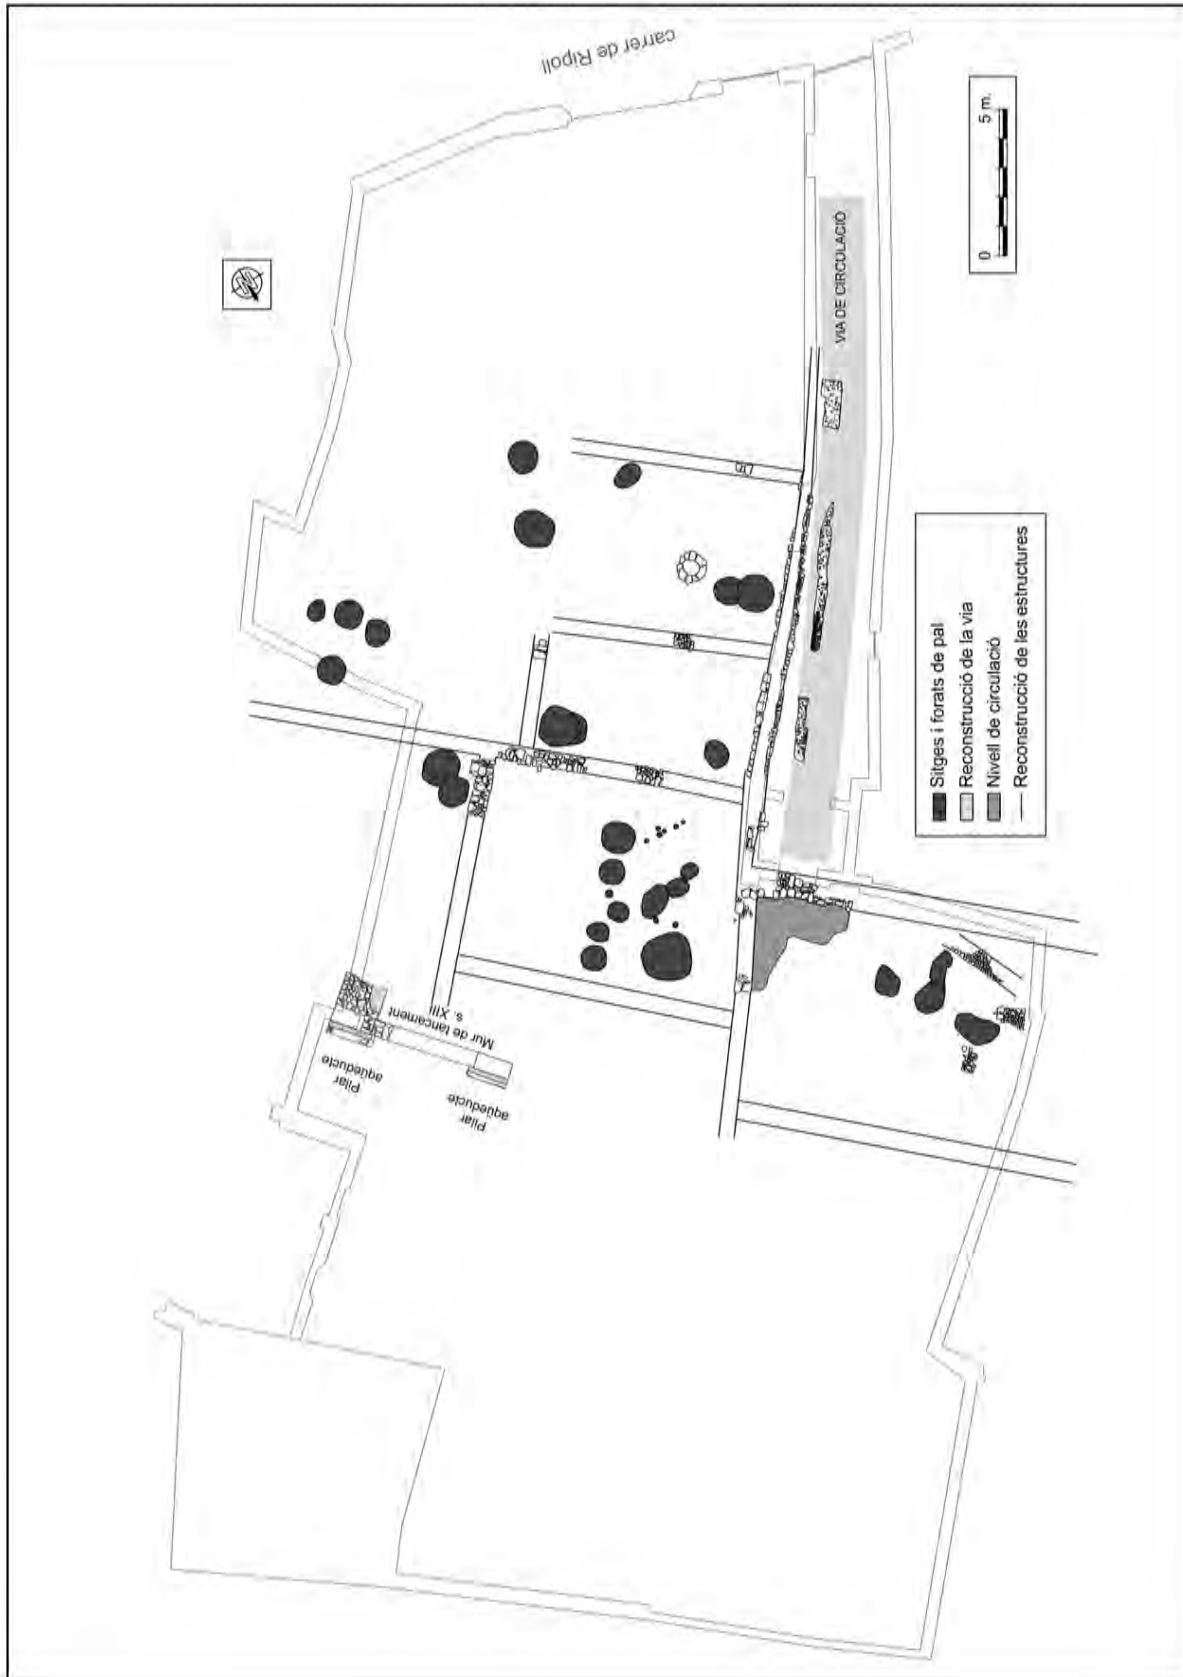 carrer de Ripoll
0 5 m.
VIA DE CIRCULACIÓ
Sitges i forats de pal
Reconstrucció de la via
Nivell de circulació
Reconstrucció de les estructures
Mur de tancament
s. XIII
Pilar
aqüeducte
Pilar
aqüeducte